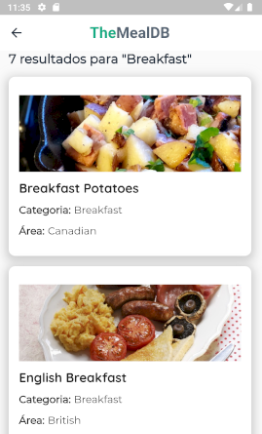 11:35
TheMealDB
7 resultados para "Breakfast"
Breakfast Potatoes
Categoria: Breakfast
Área: Canadian
English Breakfast
Categoria: Breakfast
Área: British